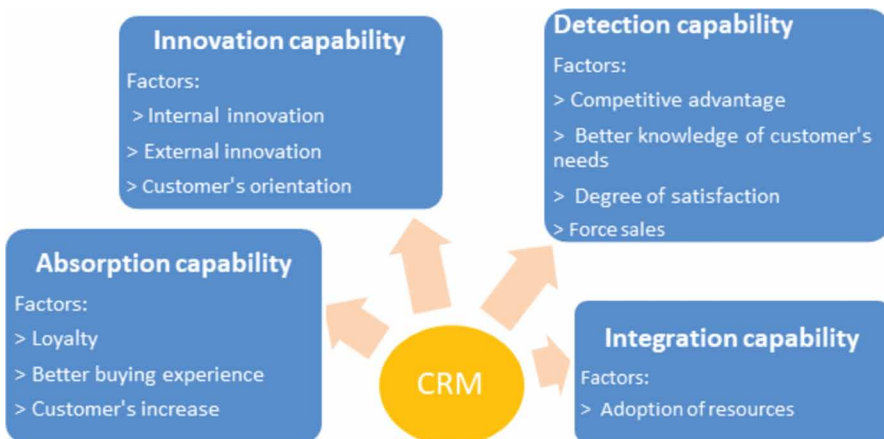 Innovation capability
Factors:
> Internal innovation
> External innovation
> Customer's orientation
Detection capability
Factors:
> Competitive advantage
> Better knowledge of customer's
needs
> Degree of satisfaction
> Force sales
Absorption capability
Factors:
> Loyalty
> Better buying experience
> Customer's increase
CRM
Integration capability
Factors:
> Adoption of resources